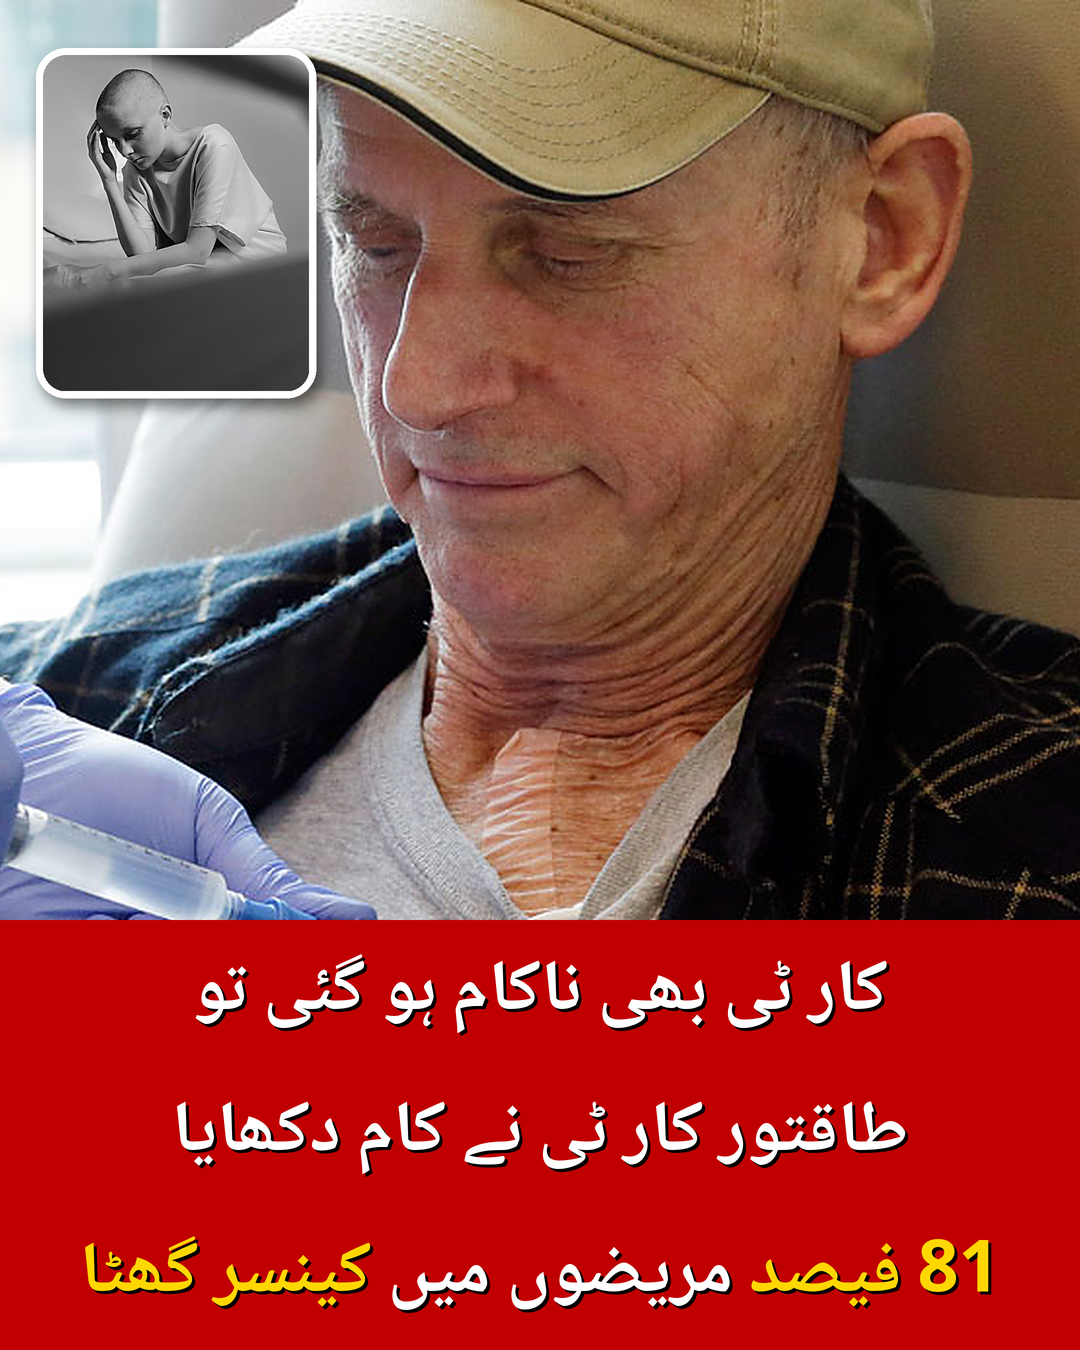 کار ٹی بھی ناکام ہو گئی تو
طاقتور کار ٹی نے کام دکھایا
81 فیصد مریضوں میں کینسر گھٹا